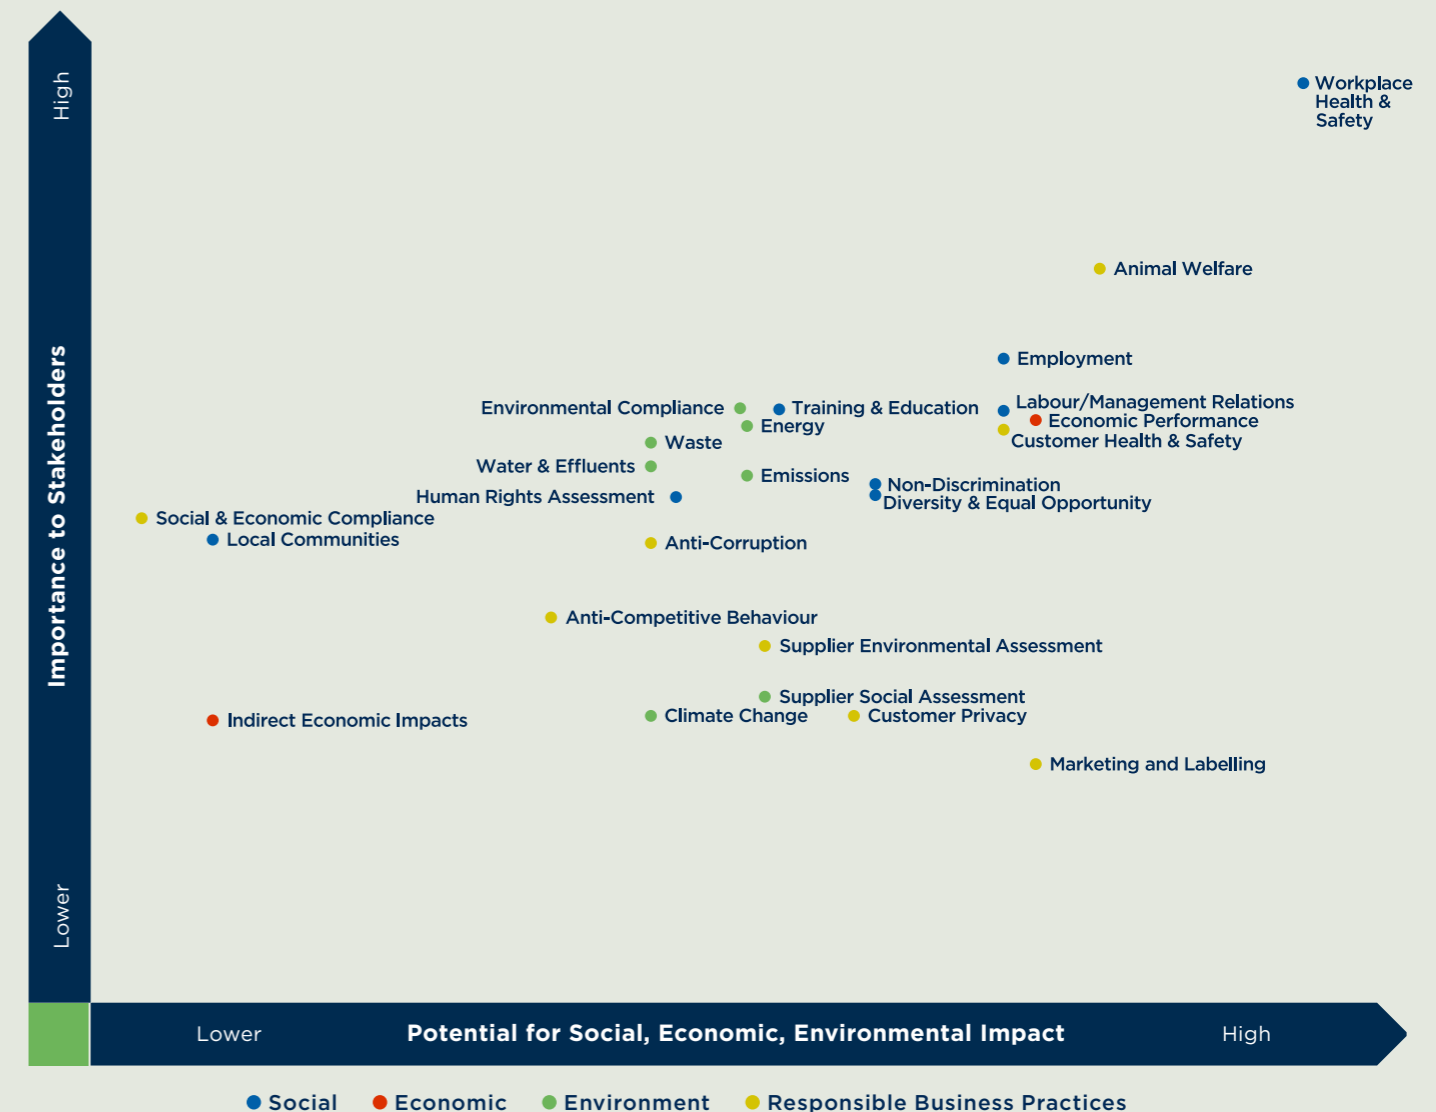 High
Importance to Stakeholders
Lower
Workplace
Health &
Safety
Animal Welfare
Employment
Labour/Management Relations
Environmental Compliance
Training & Education
Economic Performance
Energy
Customer Health & Safety
Waste
Water & Effluents
Emissions
Non-Discrimination
Human Rights Assessment
Diversity & Equal Opportunity
Social & Economic Compliance
Local Communities
Anti-Corruption
Anti-Competitive Behaviour
Supplier Environmental Assessment
Supplier Social Assessment
Climate Change
Customer Privacy
Indirect Economic Impacts
Marketing and Labelling
Lower
Potential for Social, Economic, Environmental Impact
High
Social
Economic
Environment
Responsible Business Practices